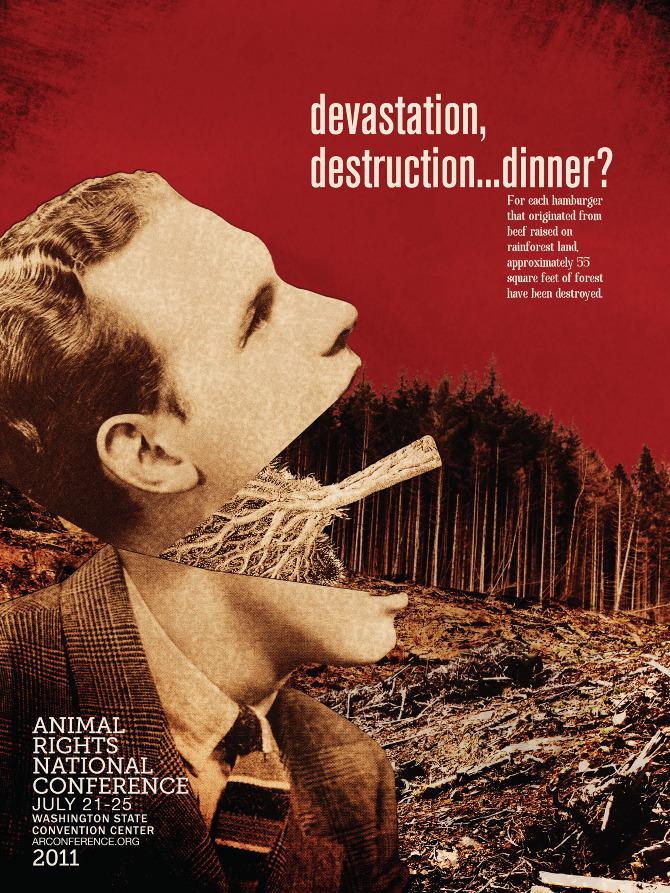 devastation,
destruction...dinner?
For each hamburger
that originated from
beef raised on
rainforest land,
approximately 55
square feet of forest
have been destroyed.
ANIMAL
RIGHTS
NATIONAL
CONFERENCE
JULY 21-25
WASHINGTON STATE
CONVENTION CENTER
ARCONFERENCE.ORG
2011